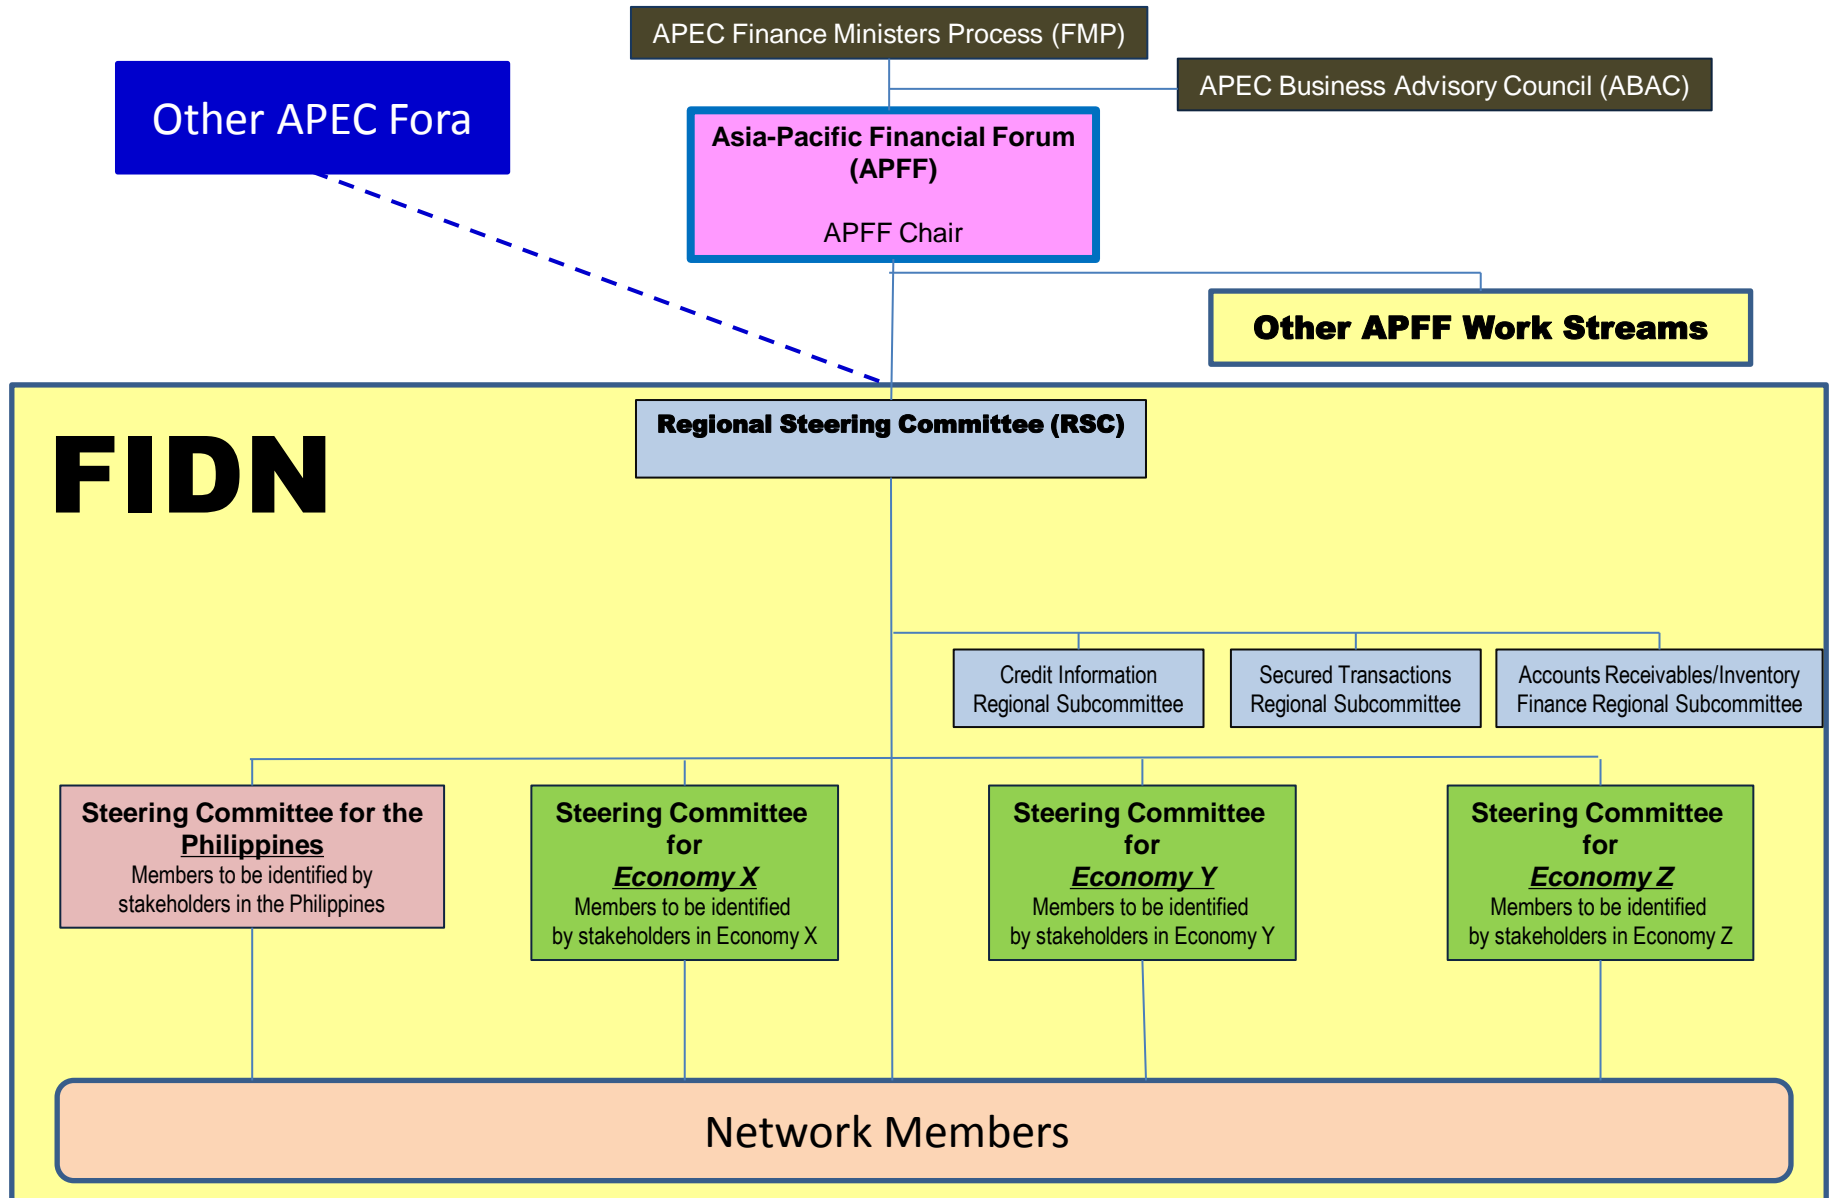 APEC Finance Ministers Process (FMP)
APEC Business Advisory Council (ABAC)
Other APEC Fora
Asia-Pacific Financial Forum
(APFF)
APFF Chair
Other APFF Work Streams
FIDN
Regional Steering Committee (RSC)
Credit Information
Regional Subcommittee
Secured Transactions
Regional Subcommittee
Accounts Receivables/Inventory
Finance Regional Subcommittee
Steering Committee for the
Philippines
Members to be identified by
stakeholders in the Philippines
Steering Committee
for
Economy X
Members to be identified
by stakeholders in Economy X
Steering Committee
for
Economy Y
Members to be identified
by stakeholders in Economy Y
Steering Committee
for
Economy Z
Members to be identified
by stakeholders in Economy Z
Network Members